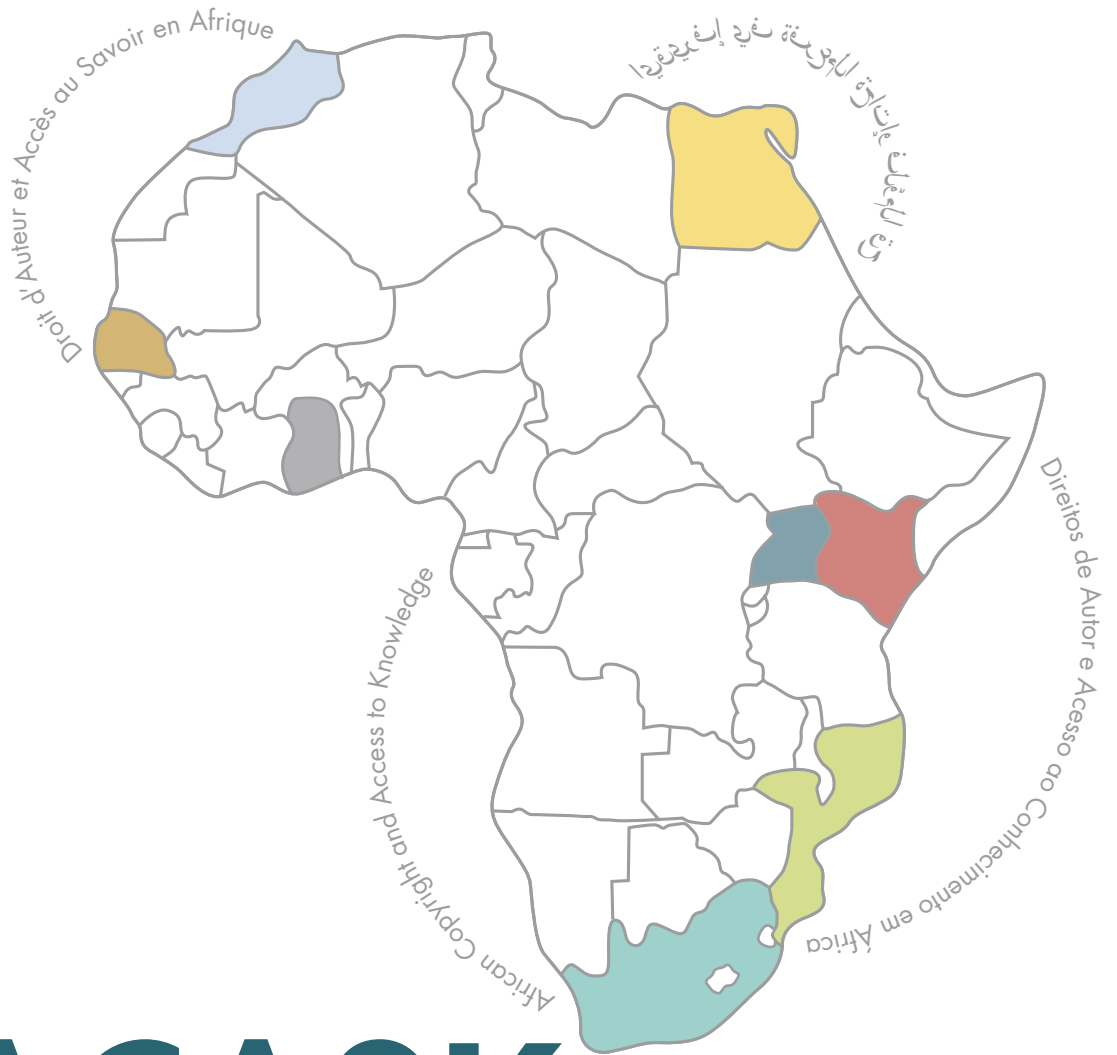 Droit d'Auteur et Accès au Savoir en Afrique
African Copyright and Access to Knowledge
Direitos de Autor e Acesso ao Conhecimento em África